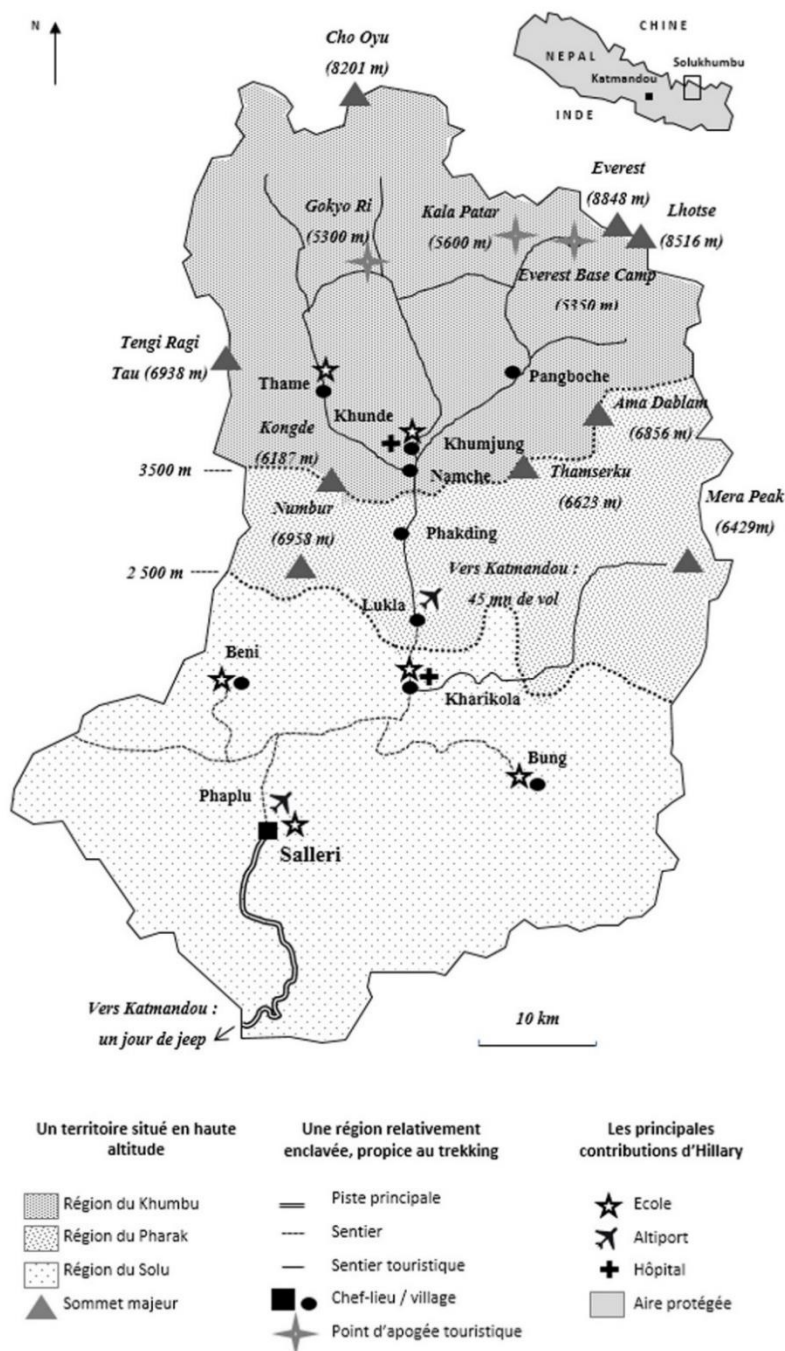 N
Cho Oyu
(8201 m)
CHINE
NEPAL
Solukhumbu
Katmandou
INDE
Everest
(8848 m)
Lhotse
(8516 m)
Gokyo Ri
(5300 m)
Kala Patar
(5600 m)
Everest Base Camp
(5350 m)
Tengi Ragi
Tau (6938 m)
Thame
Pangboche
Khunde
Ama Dablam
(6856 m)
Kongde
(6187 m)
Khumjung
3500 m
Namche
Thamserku
(6623 m)
Mera Peak
(6429m)
Numbur
(6958 m)
Phakding
2 500 m
Vers Katmandou :
45 mn de vol
Lukla
Beni
Kharikola
Bung
Phaplu
Salleri
Vers Katmandou :
un jour de jeep
10 km
Un territoire situé en haute
altitude
Région du Khumbu
Région du Pharak
Région du Solu
Sommet majeur
Une région relativement
enclavée, propice au trekking
Piste principale
Sentier
Sentier touristique
Chef-lieu / village
Point d'apogée touristique
Les principales
contributions d'Hillary
Ecole
Altiport
Hôpital
Aire protégée